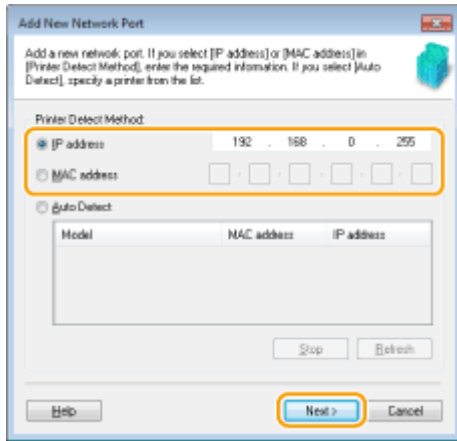 Add New Network Port
Add a new network port. If you select [IP address] or [MAC address] in
[Printer Detect Method], enter the required information. If you select [Auto
Detect], specify a printer from the list.
Printer Detect Method:
IP address 192 . 168 . 0 . 255
MAC address - - - - -
Auto Detect
Model MAC address IP address
Stop Refresh
Help Next > Cancel